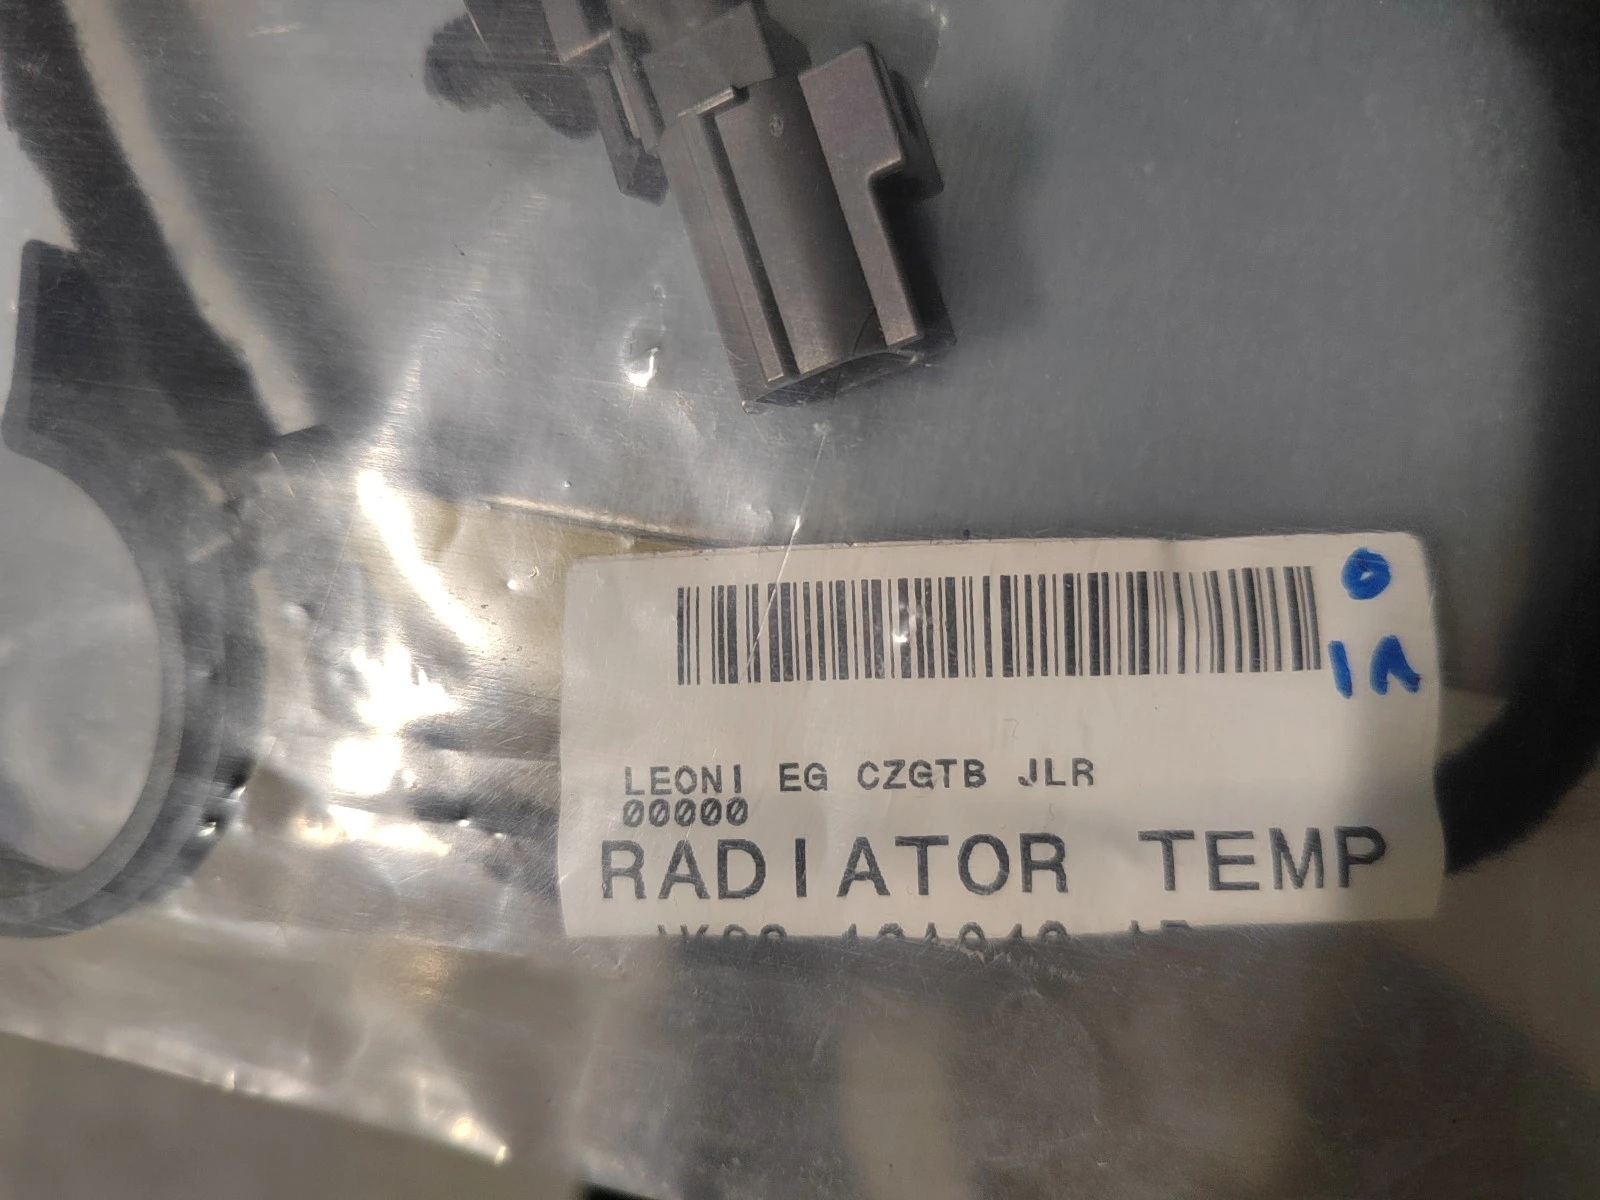 LEONI EG CZGTB JLR
00000
RADIATOR TEMP